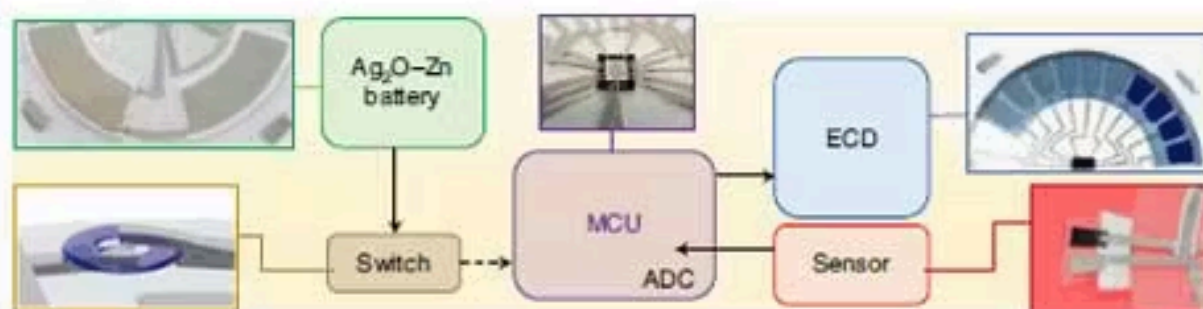 Ag₂O–Zn
battery
ECD
MCU
Switch
ADC
Sensor